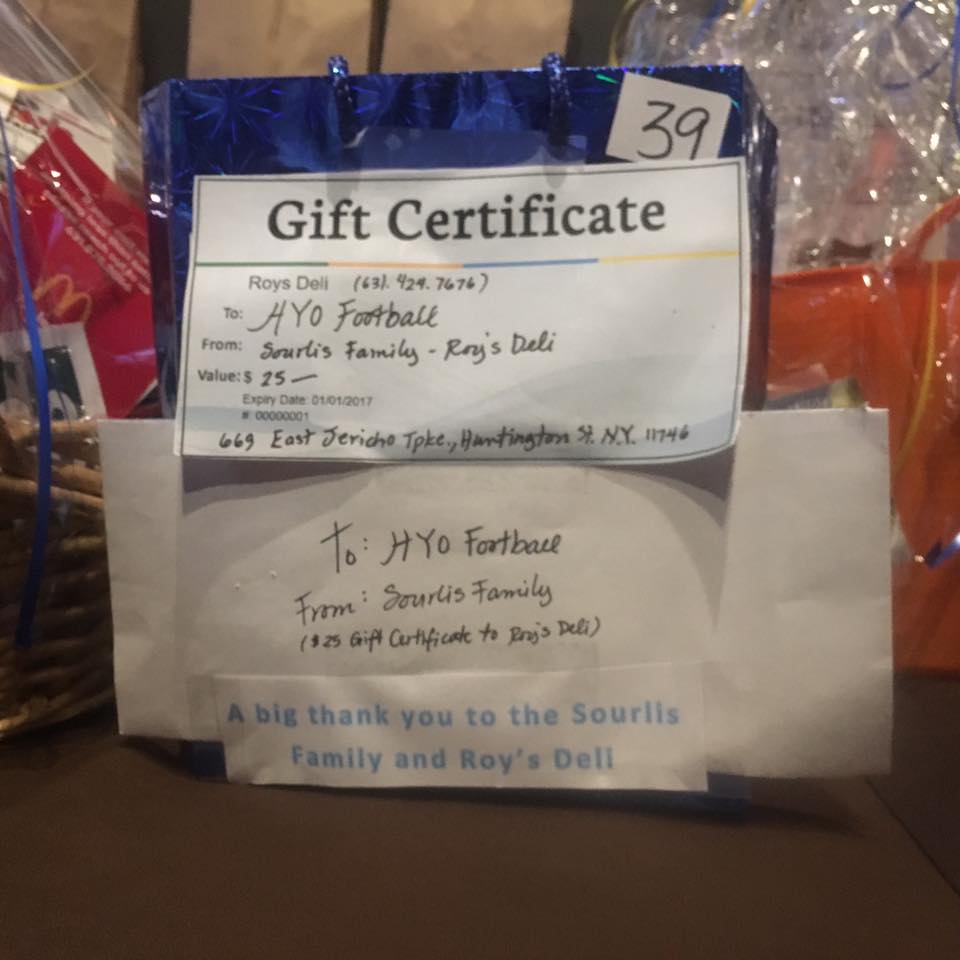 39
Gift Certificate
Roys Deli (631. 424. 7676)
To: HYO Football
From: Sourlis Family - Roy's Deli
Value: $ 25 —
Expiry Date: 01/01/2017
# 00000001
669 East Jericho Tpke., Huntington St. N.Y. 11746
To: HYO Football
From: Sourlis Family
($25 Gift Certificate to Roy's Deli)
A big thank you to the Sourlis
Family and Roy's Deli